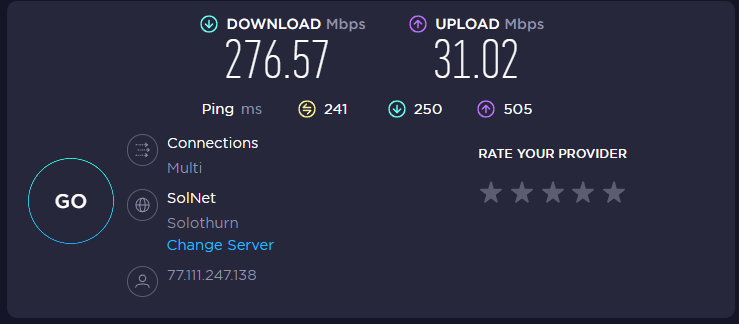 DOWNLOAD Mbps UPLOAD Mbps
276.57 31.02
Ping ms 241 250 505
Connections
Multi
SolNet
Solothurn
Change Server
77.111.247.138
GO
RATE YOUR PROVIDER